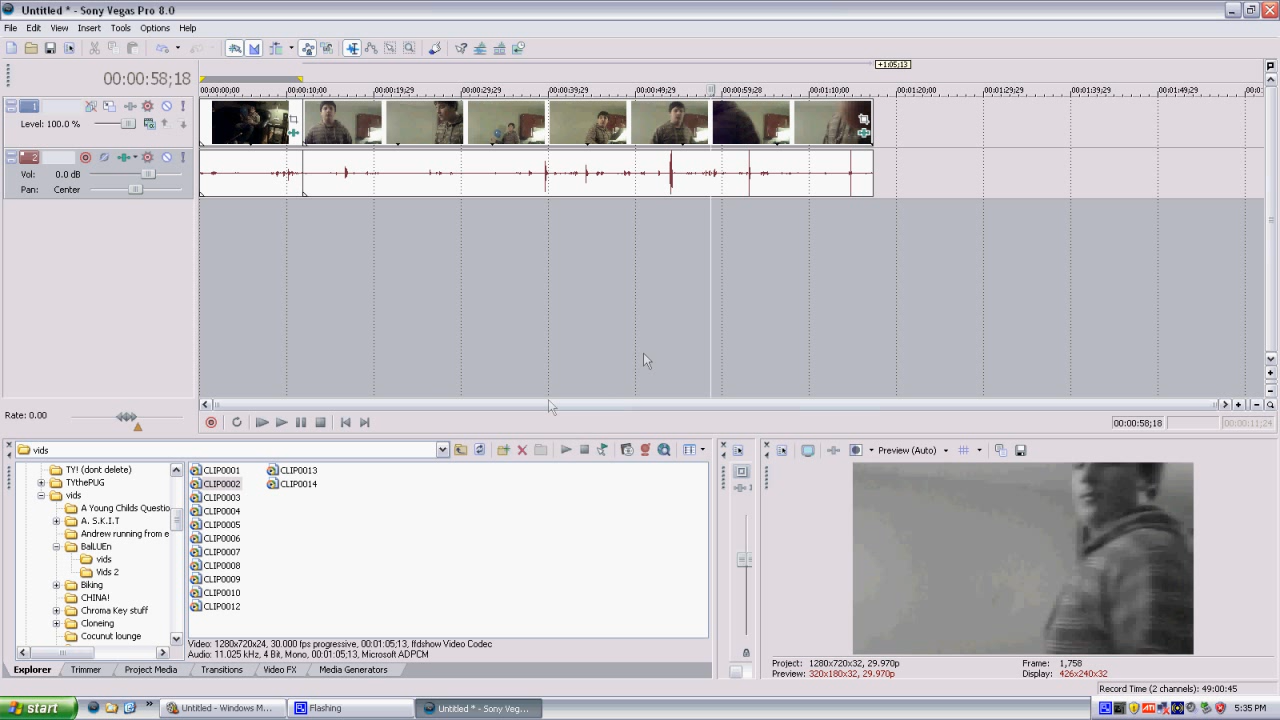 Untitled * - Sony Vegas Pro 8.0
File Edit View Insert Tools Options Help
00:00:58;18
+1:05;13
00:00:00;00 00:00:10;00 00:00:19;29 00:00:29;29 00:00:39;29 00:00:49;29 00:00:59;28 00:01:10;00 00:01:20;00 00:01:29;29 00:01:39;29 00:01:49;29 00:0
1
Level: 100.0 %
2
Vol: 0.0 dB
Pan: Center
Rate: 0.00
00:00:58;18 00:00:11;24
vids
TY! (dont delete)
TYthePUG
vids
A Young Childs Questio
A. S.K.I.T
Andrew running from e
BalLUEn
vids
Vids 2
Biking
CHINA!
Chroma Key stuff
Cloneing
Cocunut lounge
CLIP0001
CLIP0002
CLIP0003
CLIP0004
CLIP0005
CLIP0006
CLIP0007
CLIP0008
CLIP0009
CLIP0010
CLIP0012
CLIP0013
CLIP0014
Video: 1280x720x24, 30.000 fps progressive, 00:01:05;13, ffdshow Video Codec
Audio: 11.025 kHz, 4 Bit, Mono, 00:01:05;13, Microsoft ADPCM
Explorer Trimmer Project Media Transitions Video FX Media Generators
1
Preview (Auto)
Project: 1280x720x32, 29.970p
Preview: 320x180x32, 29.970p
Frame: 1,758
Display: 426x240x32
Record Time (2 channels): 49:00:45
start
Untitled - Windows M...
Flashing
Untitled * - Sony Veg...
5:35 PM